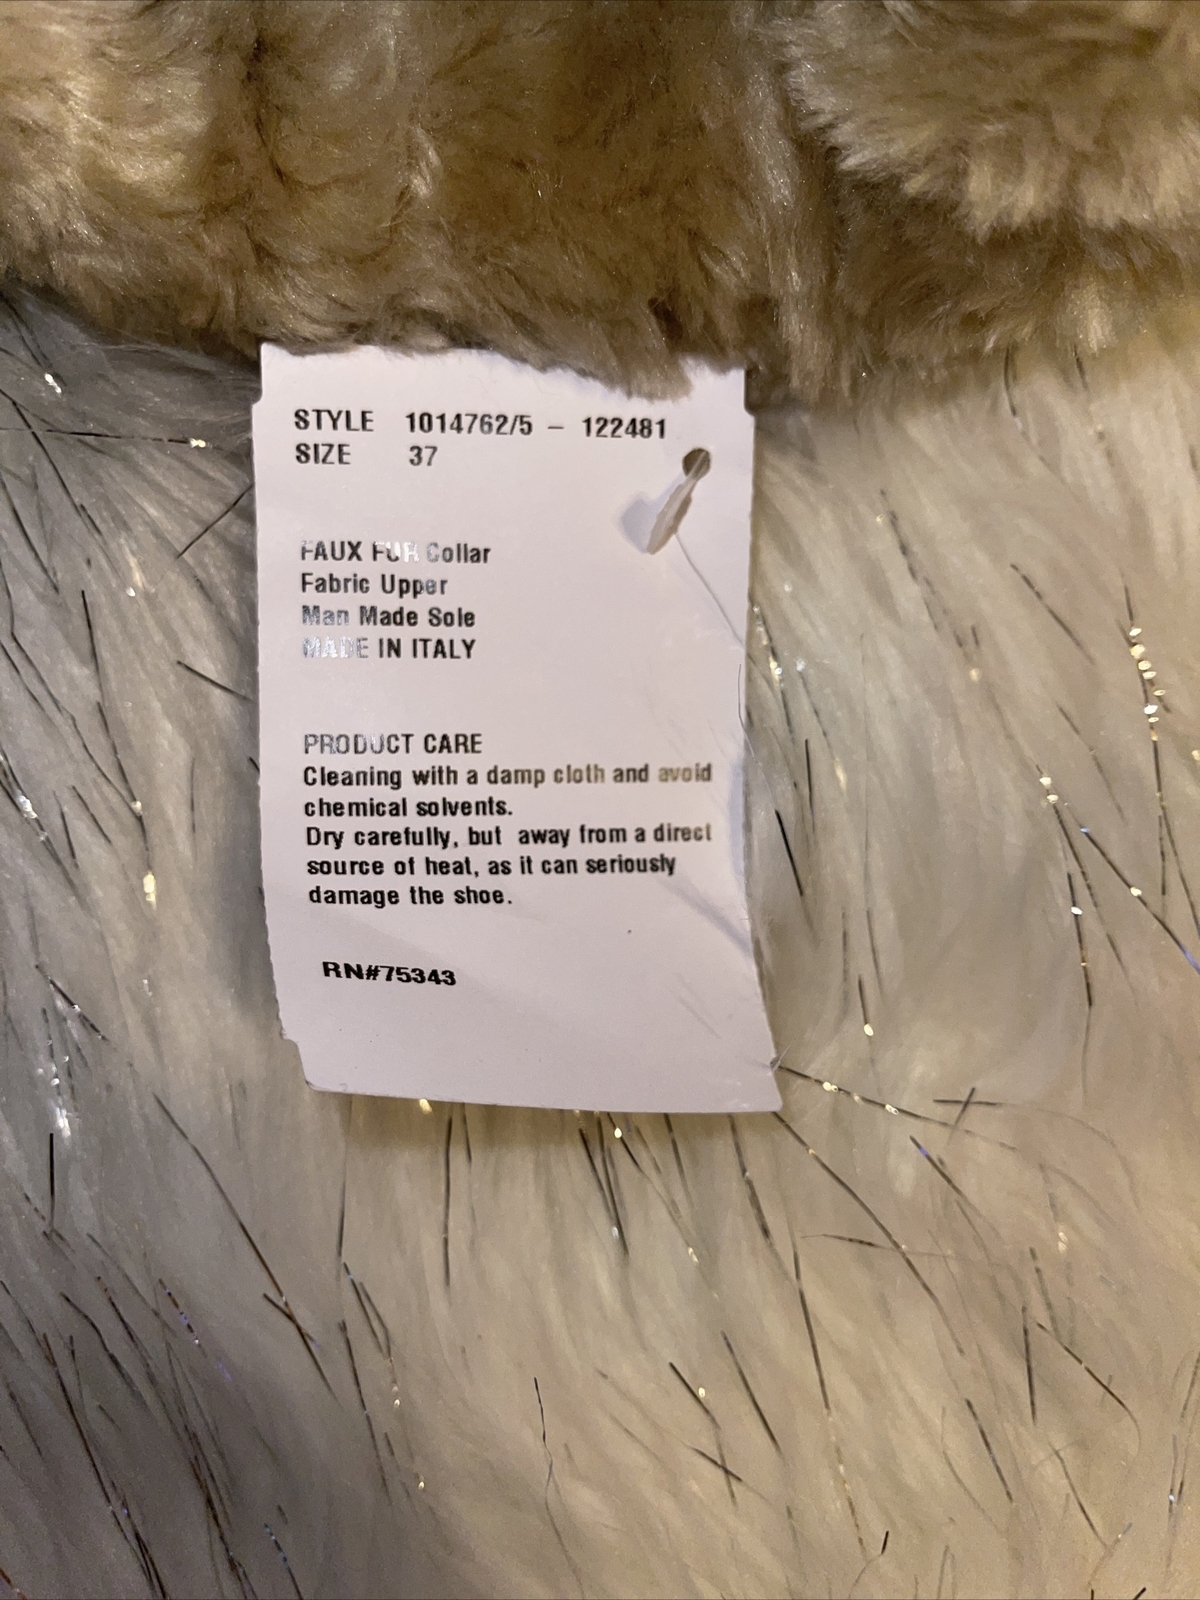 STYLE 1014762/5 – 122481
SIZE 37
FAUX FUR Collar
Fabric Upper
Man Made Sole
MADE IN ITALY
PRODUCT CARE
Cleaning with a damp cloth and avoid
chemical solvents.
Dry carefully, but away from a direct
source of heat, as it can seriously
damage the shoe.
RN#75343